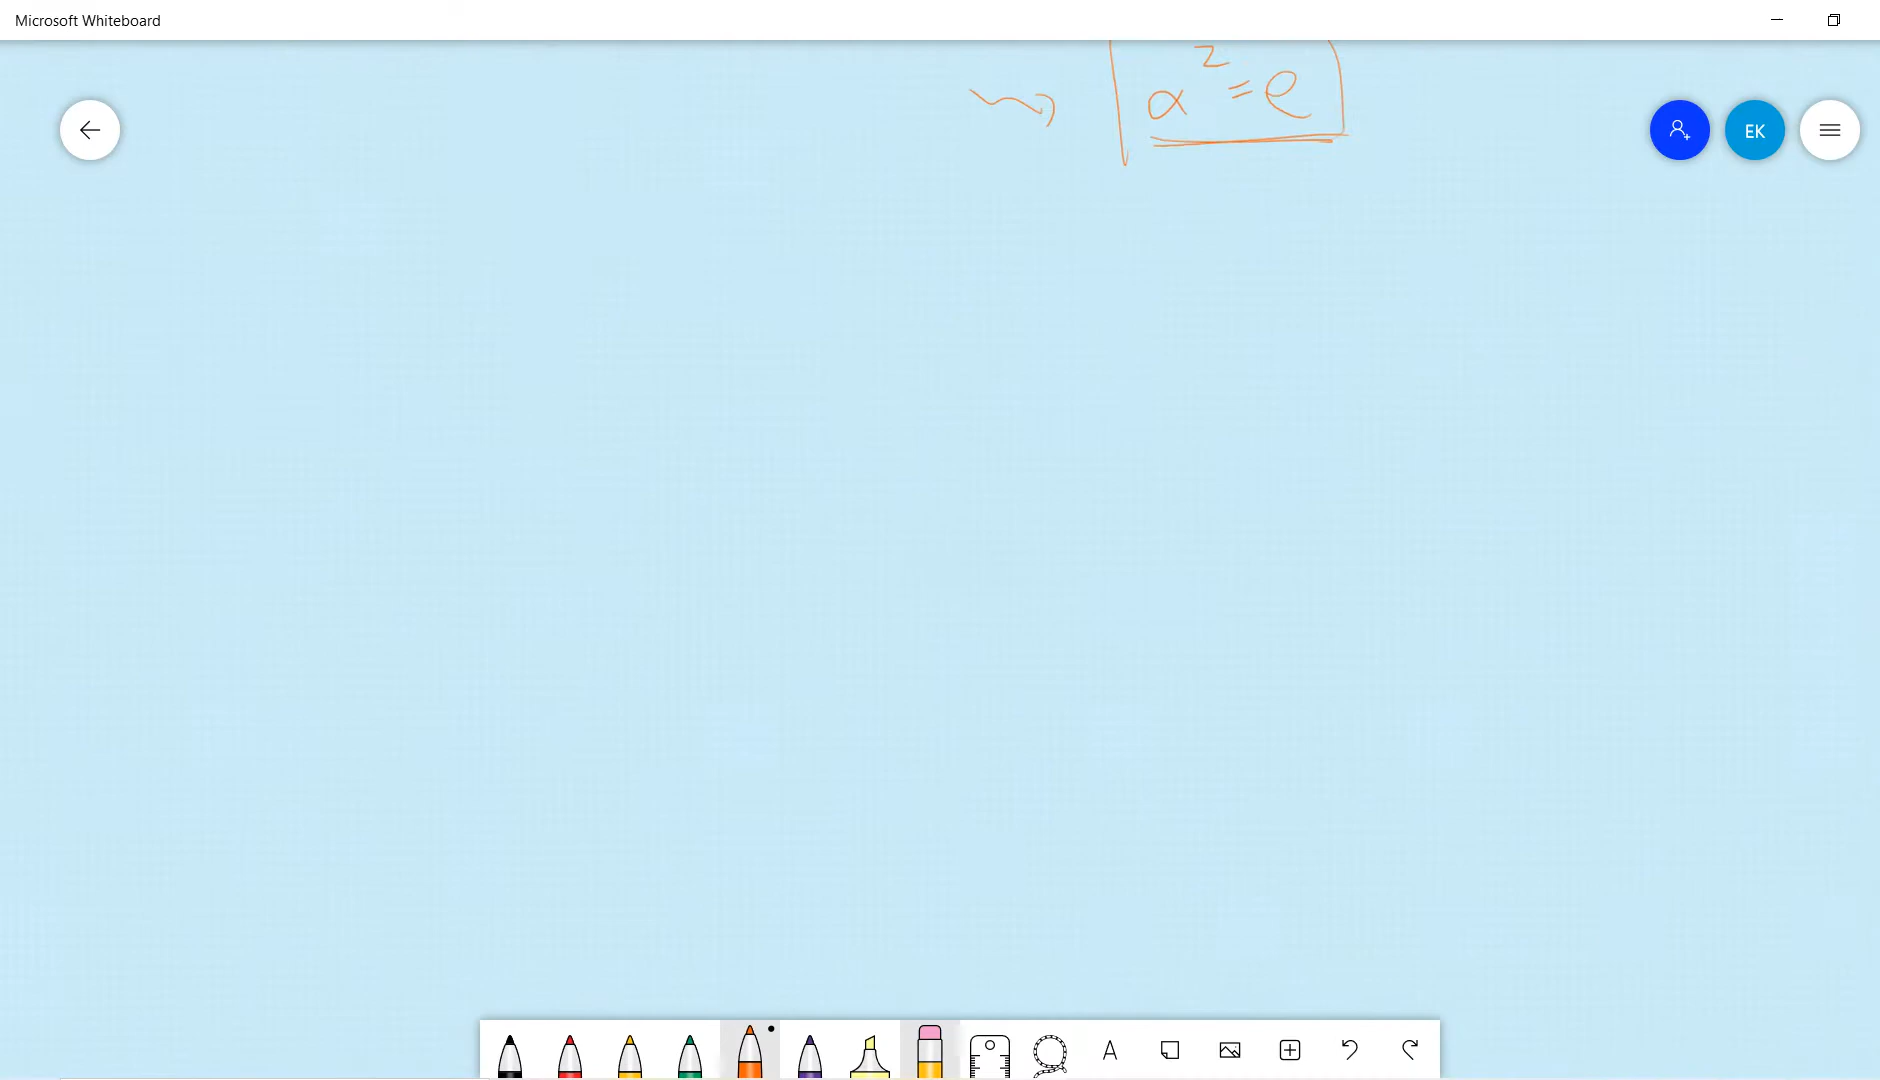 Microsoft Whiteboard
α² = e
EK
A